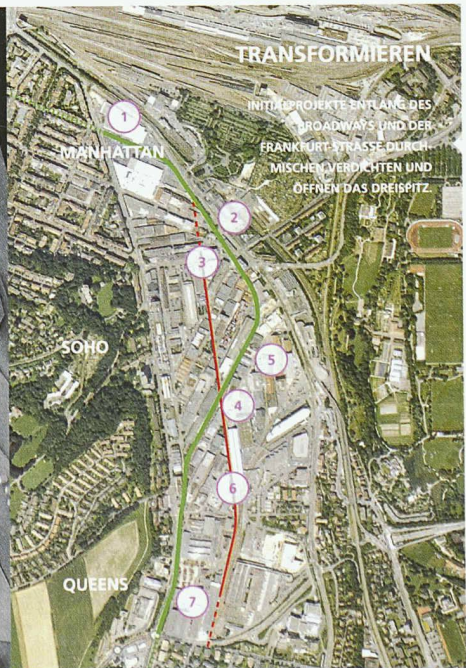 TRANSFORMIEREN
INITIALPROJEKTE ENTLANG DES
BROADWAYS UND DER
FRANKFURT-STRASSE DURCH-
MISCHEN, VERDICHTEN UND
ÖFFNEN DAS DREISPITZ.
1
MANHATTAN
2
3
SOHO
5
4
6
QUEENS
7